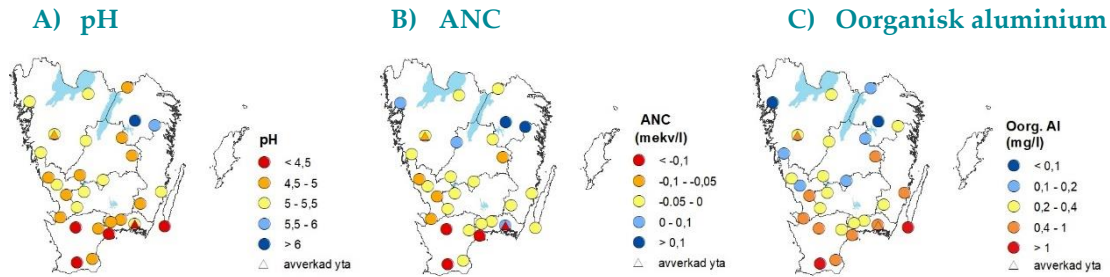 A) pH
B) ANC
C) Oorganisk aluminium
pH
< 4,5
4,5 - 5
5 - 5,5
5,5 - 6
> 6
avverkad yta
ANC
(mekv/l)
< -0,1
-0,1 - -0,05
-0.05 - 0
0 - 0,1
> 0,1
avverkad yta
Oorg. Al
(mg/l)
< 0,1
0,1 - 0,2
0,2 - 0,4
0,4 - 1
> 1
avverkad yta